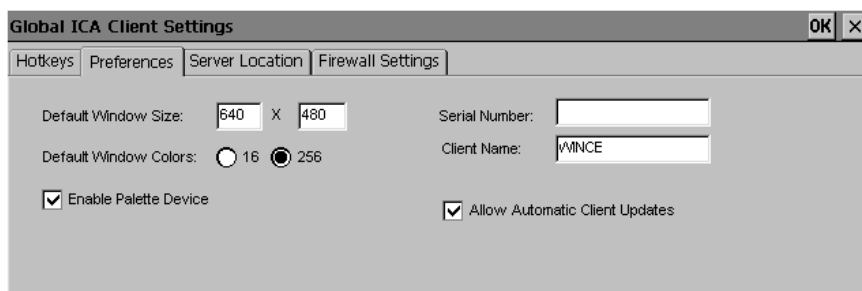 Global ICA Client Settings OK ×
Hotkeys Preferences Server Location Firewall Settings
Default Window Size: 640 X 480 Serial Number:
Default Window Colors: 16 256 Client Name: WINCE
Enable Palette Device
Allow Automatic Client Updates